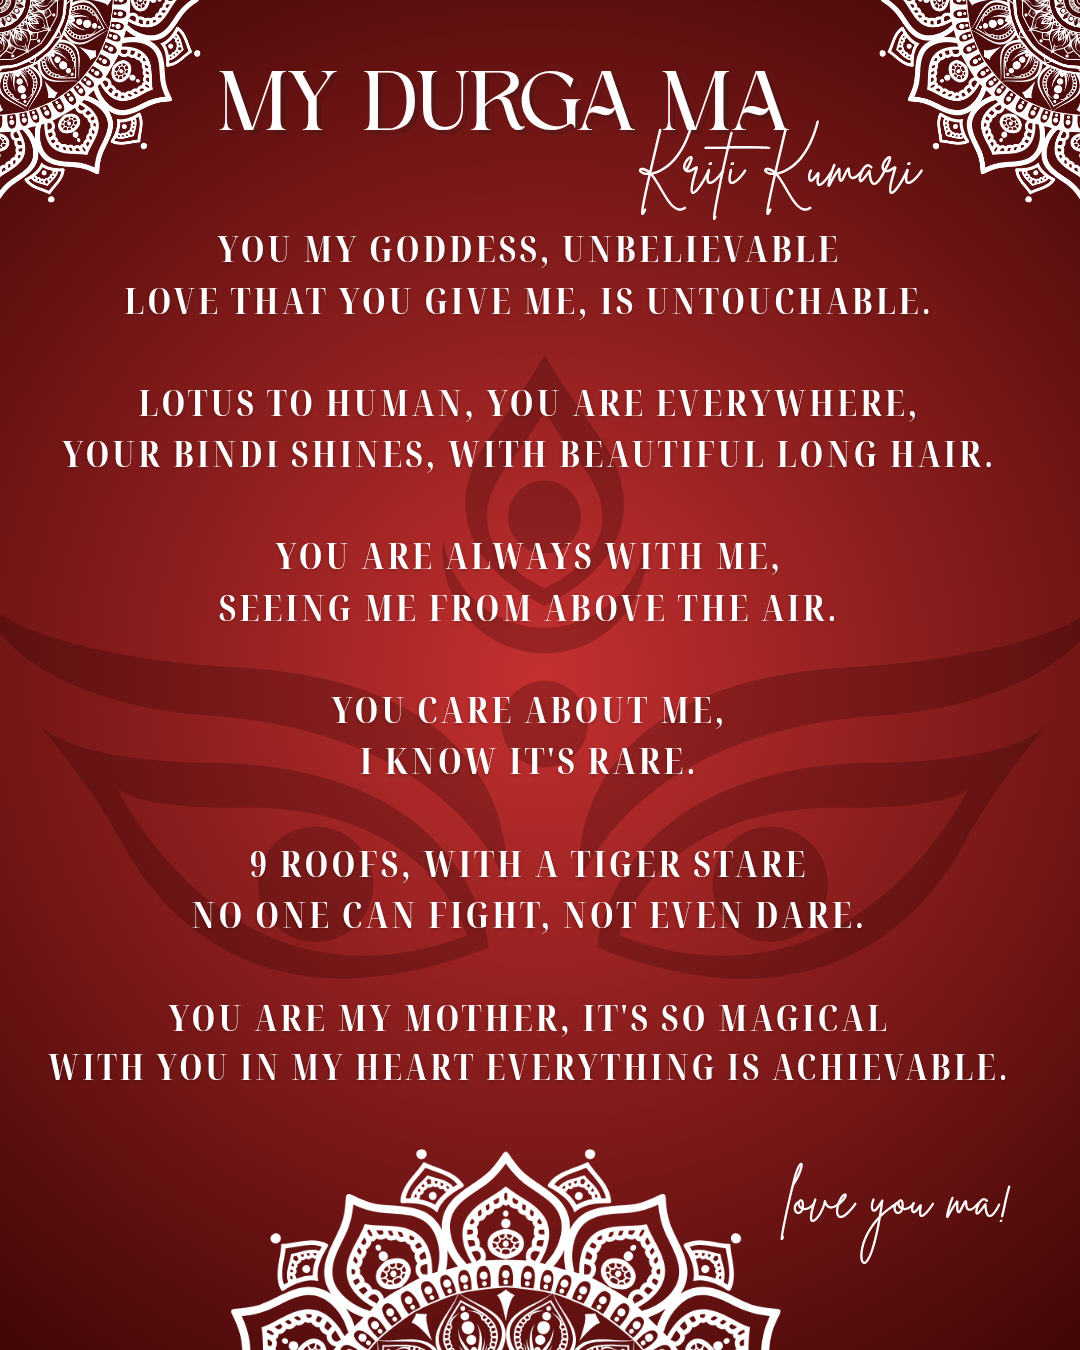 MY DURGA MA
Kriti Kumari
YOU MY GODDESS, UNBELIEVABLE
LOVE THAT YOU GIVE ME, IS UNTOUCHABLE.
LOTUS TO HUMAN, YOU ARE EVERYWHERE,
YOUR BINDI SHINES, WITH BEAUTIFUL LONG HAIR.
YOU ARE ALWAYS WITH ME,
SEEING ME FROM ABOVE THE AIR.
YOU CARE ABOUT ME,
I KNOW IT'S RARE.
9 ROOFS, WITH A TIGER STARE
NO ONE CAN FIGHT, NOT EVEN DARE.
YOU ARE MY MOTHER, IT'S SO MAGICAL
WITH YOU IN MY HEART EVERYTHING IS ACHIEVABLE.
love you ma!